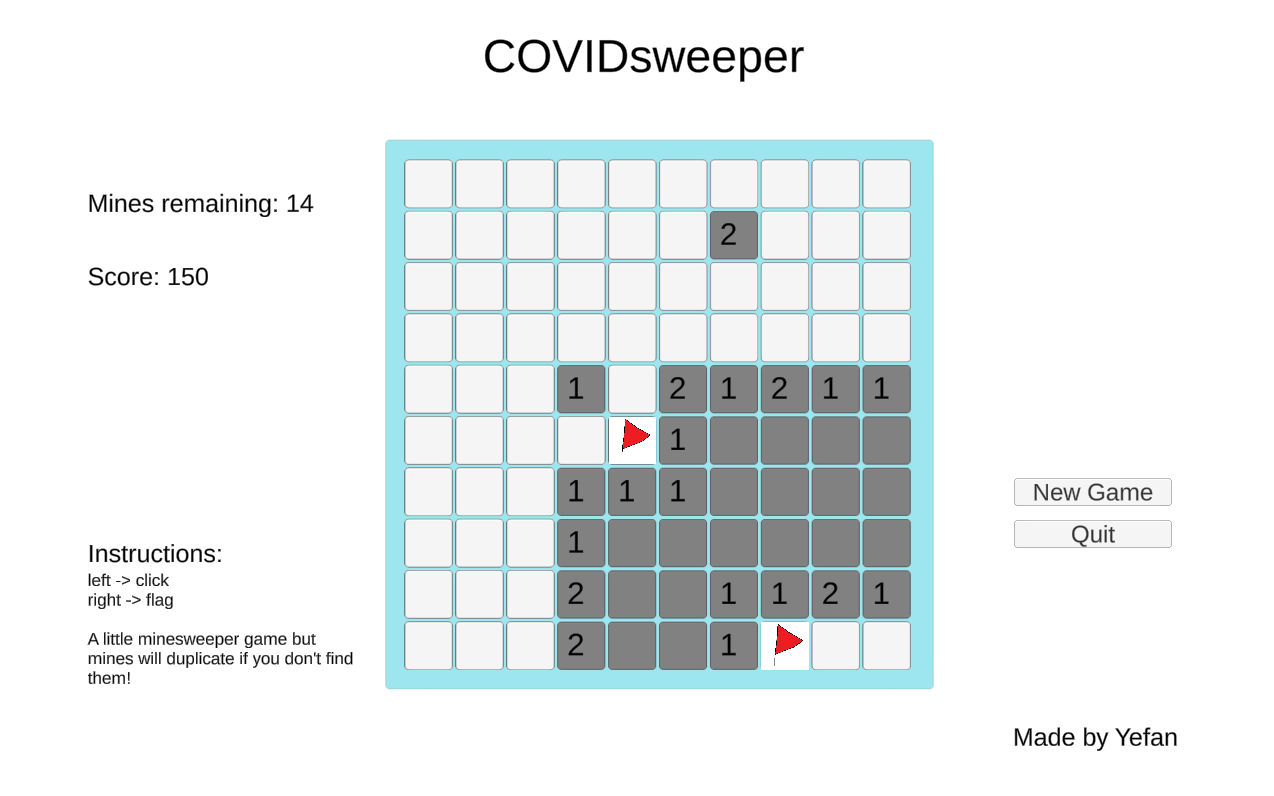 COVIDsweeper
Mines remaining: 14
Score: 150
2
1 2 1 2 1 1
1
1 1 1
1
2 1 1 2 1
2 1
New Game
Quit
Instructions:
left -> click
right -> flag
A little minesweeper game but
mines will duplicate if you don't find
them!
Made by Yefan